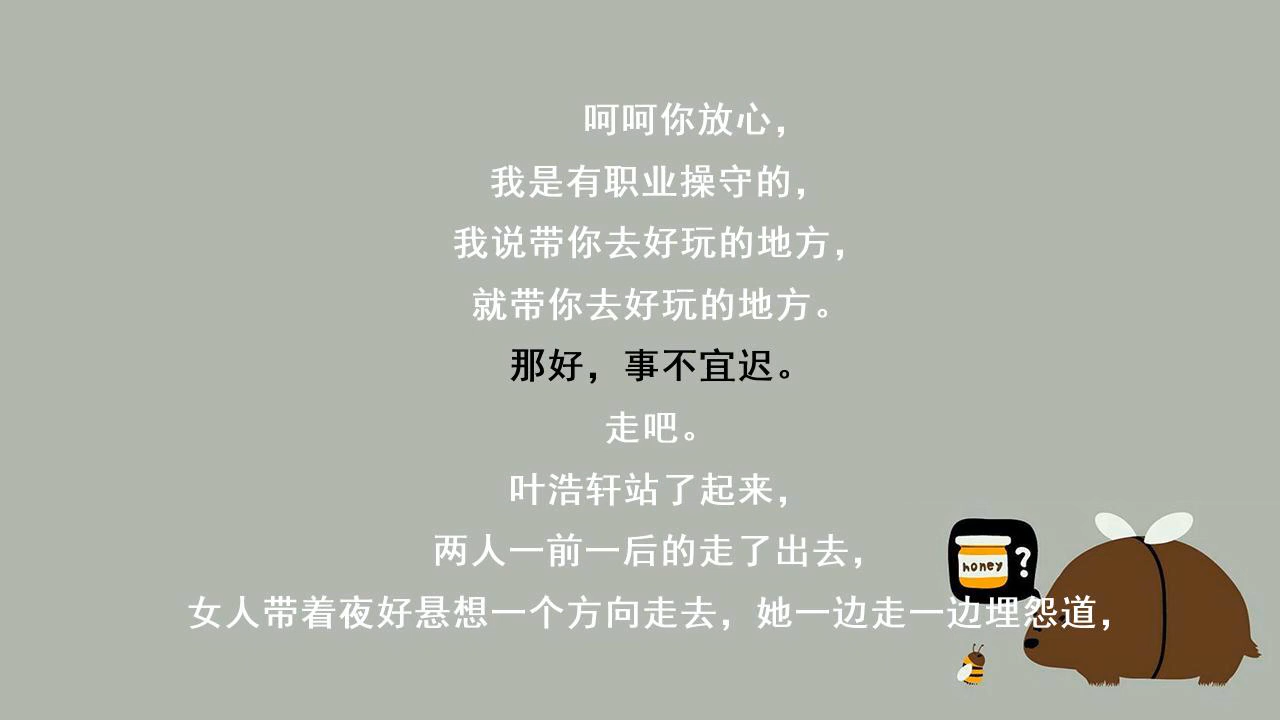 呵呵你放心，
我是有职业操守的，
我说带你去好玩的地方，
就带你去好玩的地方。
那好，事不宜迟。
走吧。
叶浩轩站了起来，
两人一前一后的走了出去，
honey ?
女人带着夜好悬想一个方向走去，她一边走一边埋怨道，